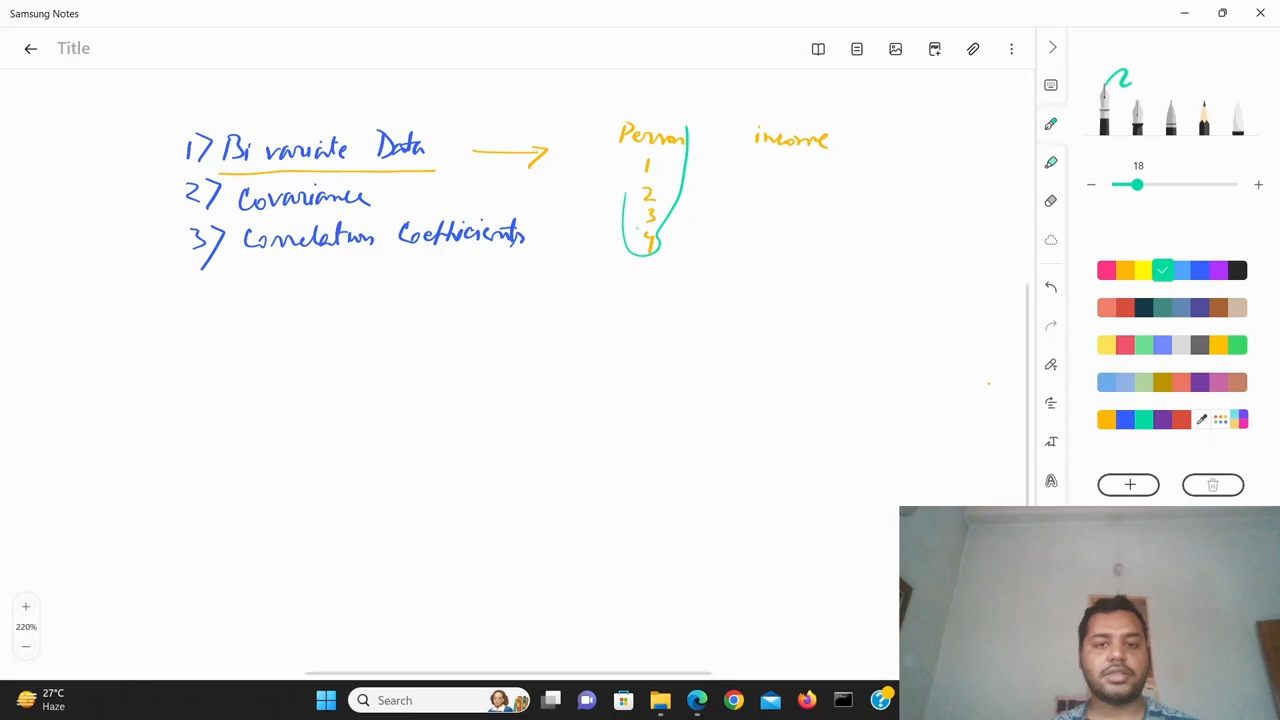 Samsung Notes
Title
1) Bi variate Data
2) Covariance
3) Correlation Coefficients
Person income
1
2
3
4
18
220%
27°C
Haze
Search